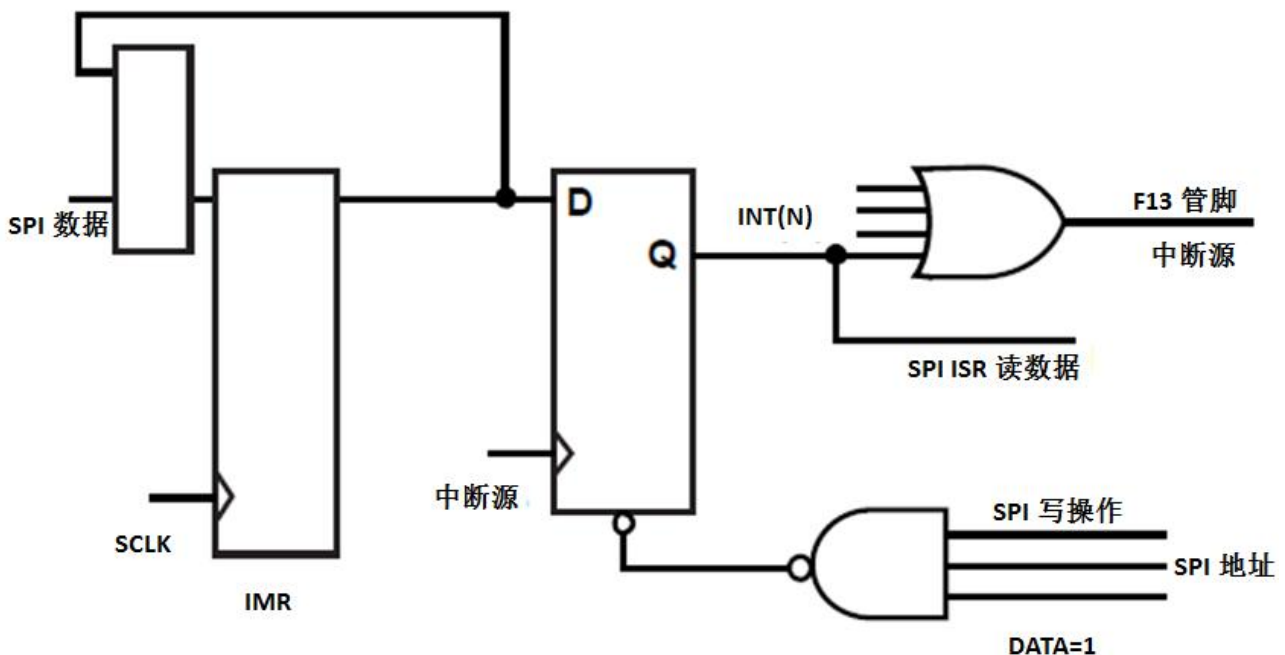 SPI 数据
SCLK
IMR
D
Q
中断源
INT(N)
F13 管脚
中断源
SPI ISR 读数据
SPI 写操作
SPI 地址
DATA=1